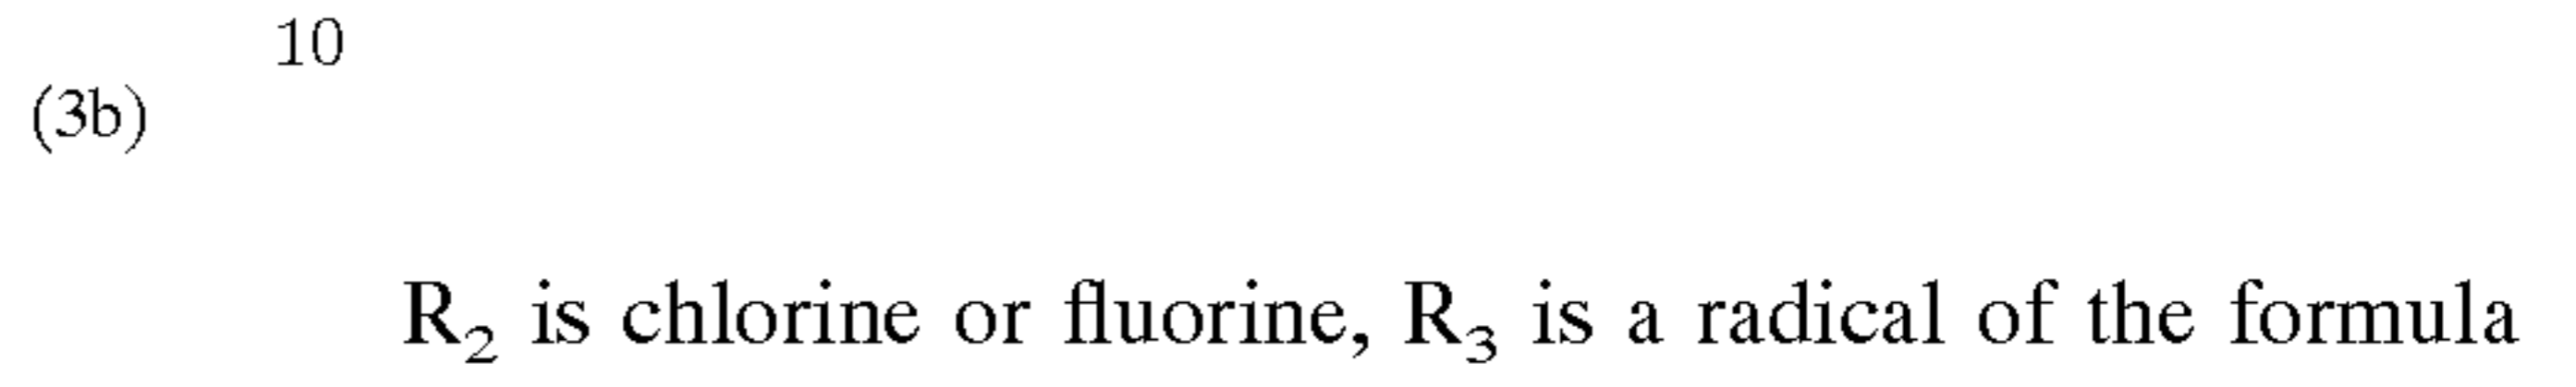 10
(3b)
R₂ is chlorine or fluorine, R₃ is a radical of the formula